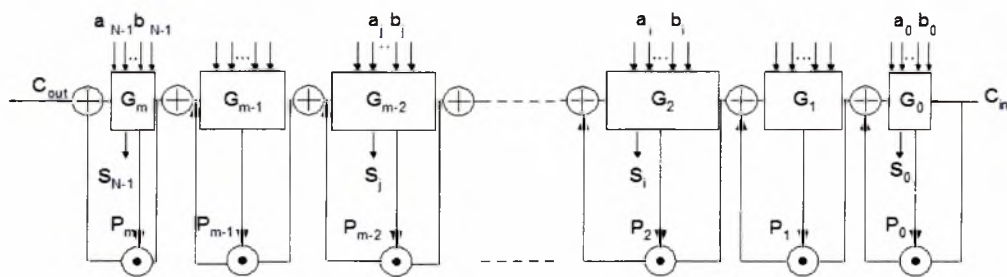 a N-1 b N-1 a j b j a i b i a 0 b 0
... ... ... ... ... ...
C out G m G m-1 G m-2 G 2 G 1 G 0 C in
S N-1 S j S i S 0
P m P m-1 P m-2 P 2 P 1 P 0